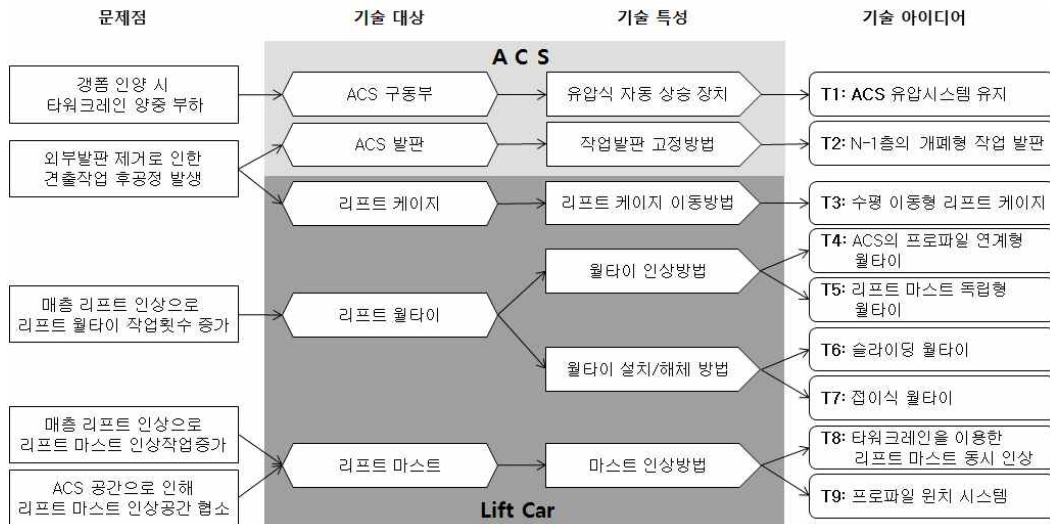 문제점
기술 대상
기술 특성
기술 아이디어
A C S
갱폼 인양 시
타워크레인 양중 부하
ACS 구동부
유압식 자동 상승 장치
T1: ACS 유압시스템 유지
외부발판 제거로 인한
견출작업 후공정 발생
ACS 발판
작업발판 고정방법
T2: N-1층의 개폐형 작업 발판
리프트 케이지
리프트 케이지 이동방법
T3: 수평 이동형 리프트 케이지
매층 리프트 인상으로
리프트 월타이 작업횟수 증가
리프트 월타이
월타이 인상방법
T4: ACS의 프로파일 연계형
월타이
T5: 리프트 마스트 독립형
월타이
월타이 설치/해체 방법
T6: 슬라이딩 월타이
T7: 접이식 월타이
매층 리프트 인상으로
리프트 마스트 인상작업증가
ACS 공간으로 인해
리프트 마스트 인상공간 협소
리프트 마스트
마스트 인상방법
T8: 타워크레인을 이용한
리프트 마스트 동시 인상
T9: 프로파일 윈치 시스템
Lift Car